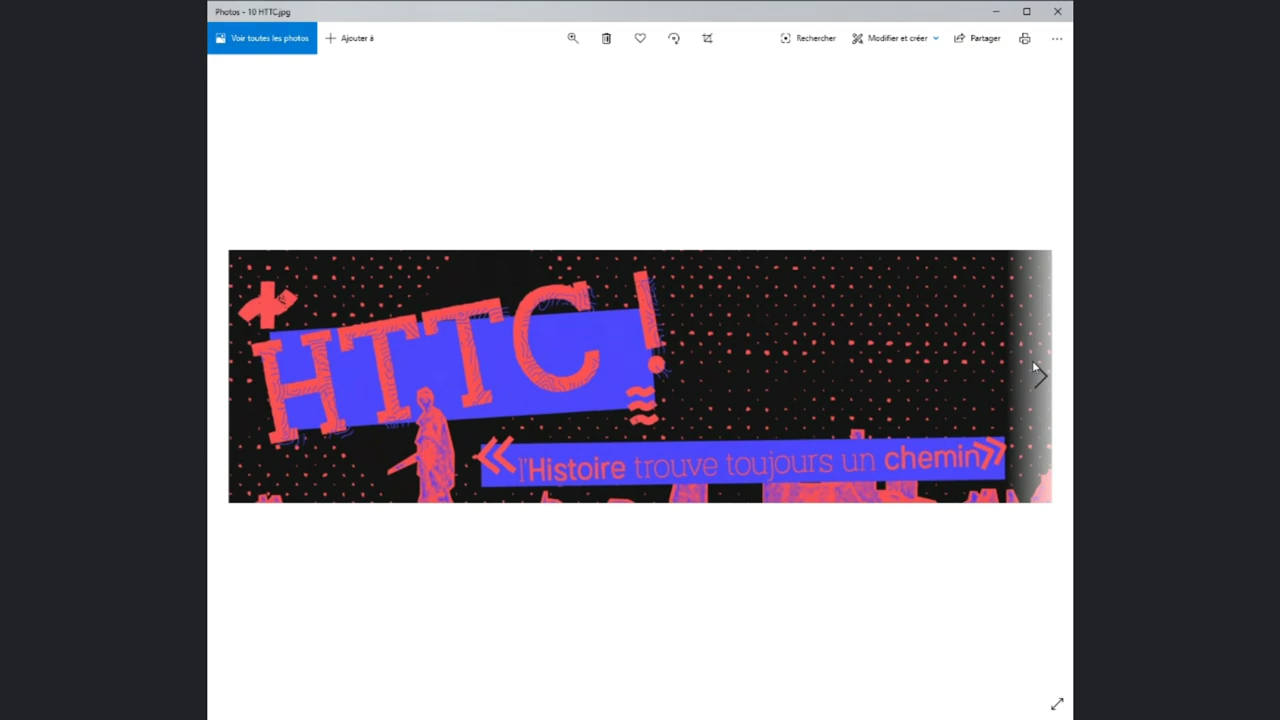 Photos - 10 HTTC.jpg
Voir toutes les photos
Ajouter à
Rechercher
Modifier et créer
Partager
HTTC !
«l'Histoire trouve toujours un chemin»